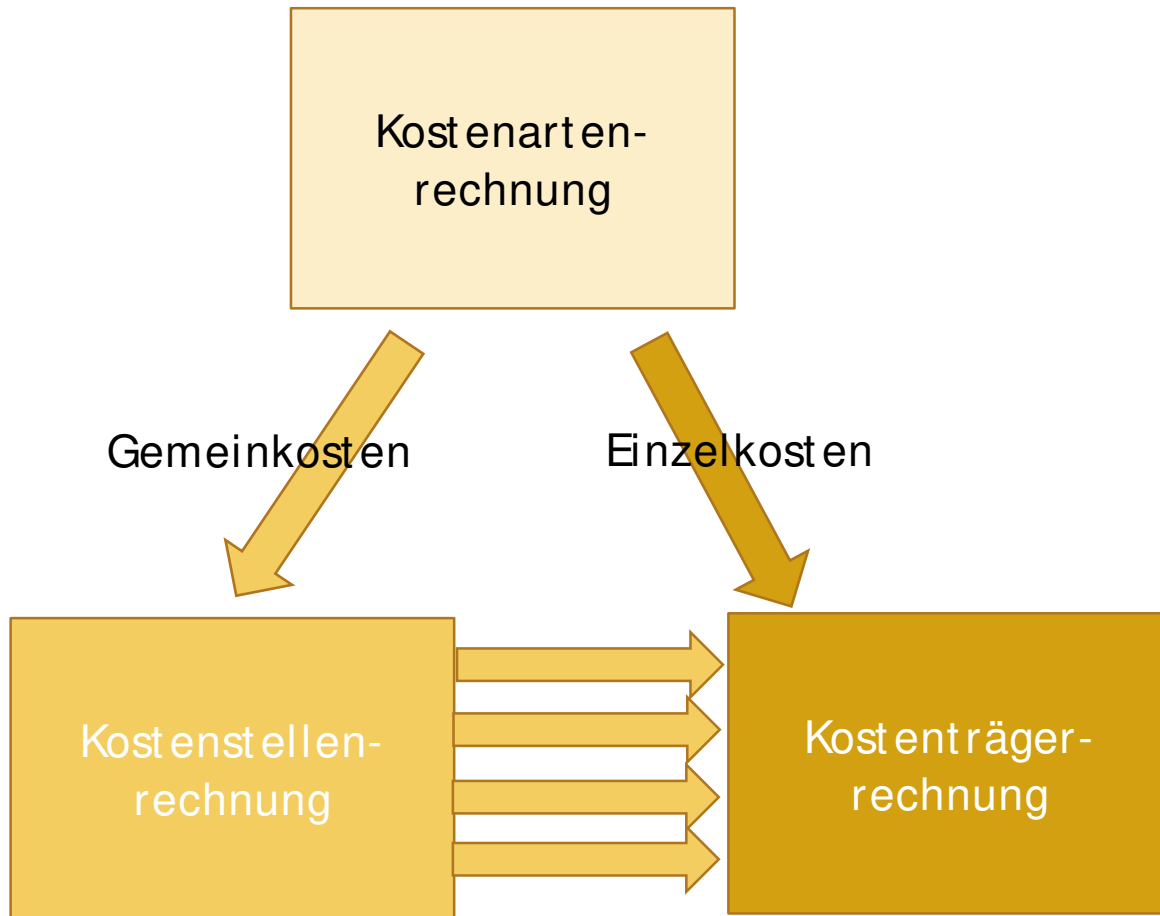 Kostenarten-
rechnung
Gemeinkosten
Einzelkosten
Kostenstellen-
rechnung
Kostenträger-
rechnung